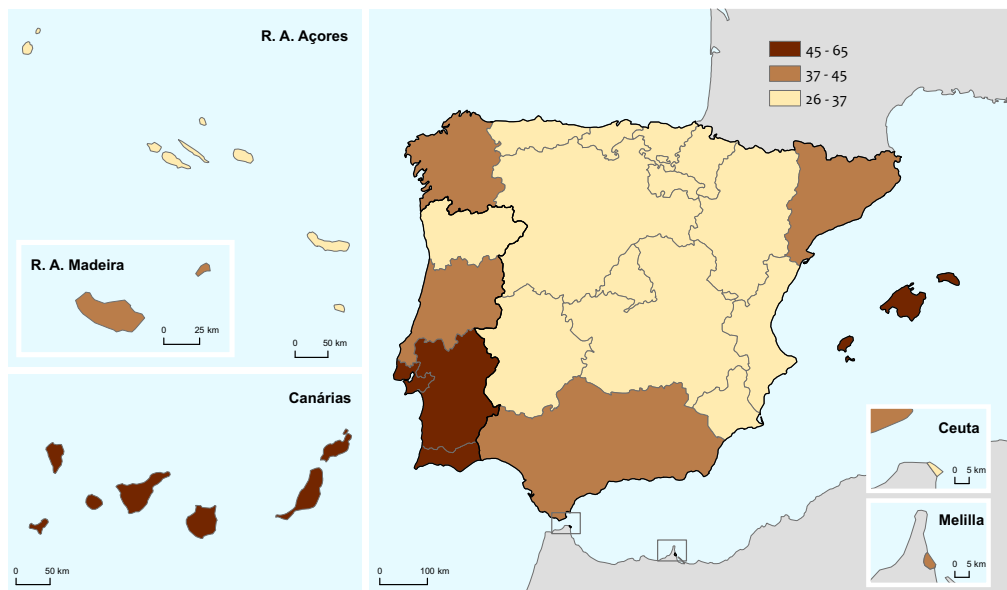 R. A. Açores
R. A. Madeira
0 25 km
0 50 km
Canárias
0 50 km
45 - 65
37 - 45
26 - 37
0 100 km
Ceuta
0 5 km
Melilla
0 5 km